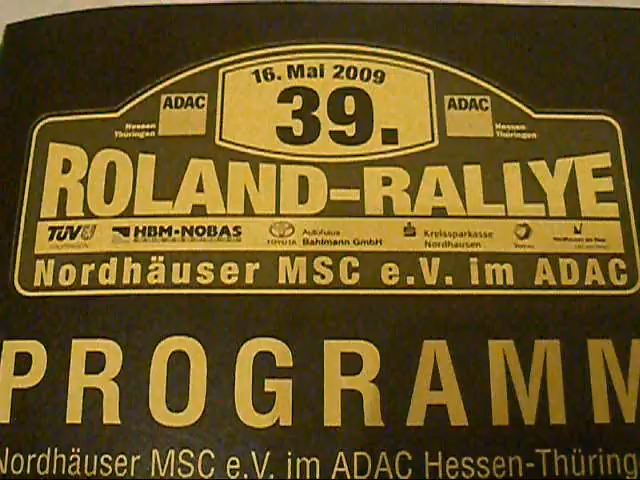 16. Mai 2009
39.
ADAC
Hessen-
Thüringen
ADAC
Hessen-
Thüringen
ROLAND-RALLYE
TÜV
HBM-NOBAS
TOYOTA
Autohaus
Bahlmann GmbH
Kreissparkasse
Nordhausen
Nordhäuser MSC e.V. im ADAC
PROGRAMM
Nordhäuser MSC e.V. im ADAC Hessen-Thüring